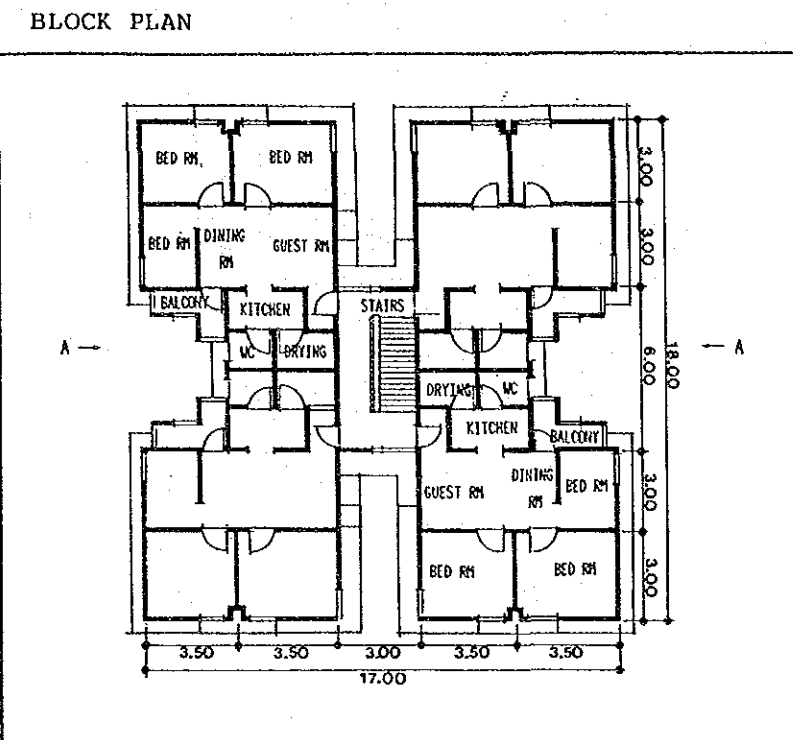 BLOCK PLAN
BED RM.
BED RM
3.00
BED RM
DINING RM
GUEST RM
3.00
BALCONY
KITCHEN
STAIRS
A
WC
DRYING
6.00
18.00
A
DRYING
WC
KITCHEN
BALCONY
GUEST RM
DINING RM
BED RM
3.00
BED RM
BED RM
3.00
3.50
3.50
3.00
3.50
3.50
17.00